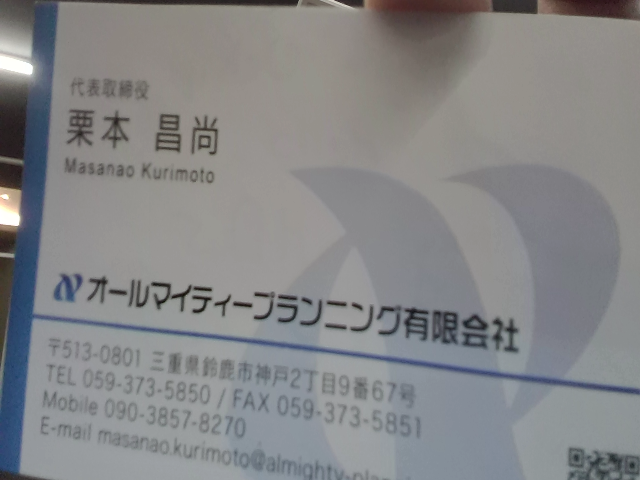 代表取締役
栗本 昌尚
Masanao Kurimoto
オールマイティープランニング有限会社
〒513-0801 三重県鈴鹿市神戸2丁目9番67号
TEL 059-373-5850 / FAX 059-373-5851
Mobile 090-3857-8270
E-mail masanao.kurimoto@almighty-plan